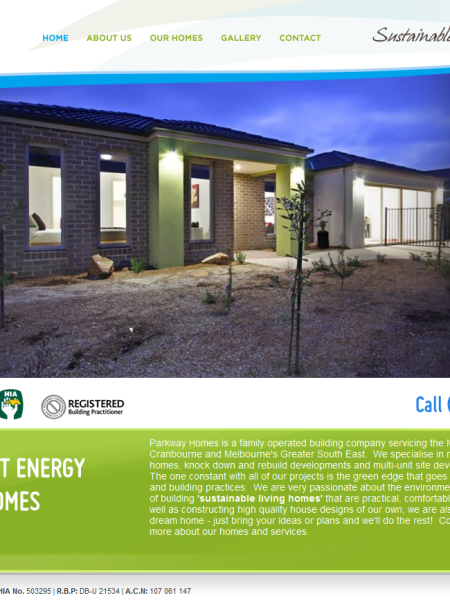 HOME ABOUT US OUR HOMES GALLERY CONTACT
Sustainable
HIA
REGISTERED
Building Practitioner
Call
T ENERGY
OMES
Parkway Homes is a family operated building company servicing the M
Cranbourne and Melbourne's Greater South East. We specialise in
homes, knock down and rebuild developments and multi-unit site dev
The one constant with all of our projects is the green edge that goes
and building practices. We are very passionate about the environme
of building 'sustainable living homes' that are practical, comfortabl
well as constructing high quality house designs of our own, we are al
dream home - just bring your ideas or plans and we'll do the rest! Co
more about our homes and services.
HIA No. 503295 | R.B.P: DB-U 21534 | A.C.N: 107 061 147